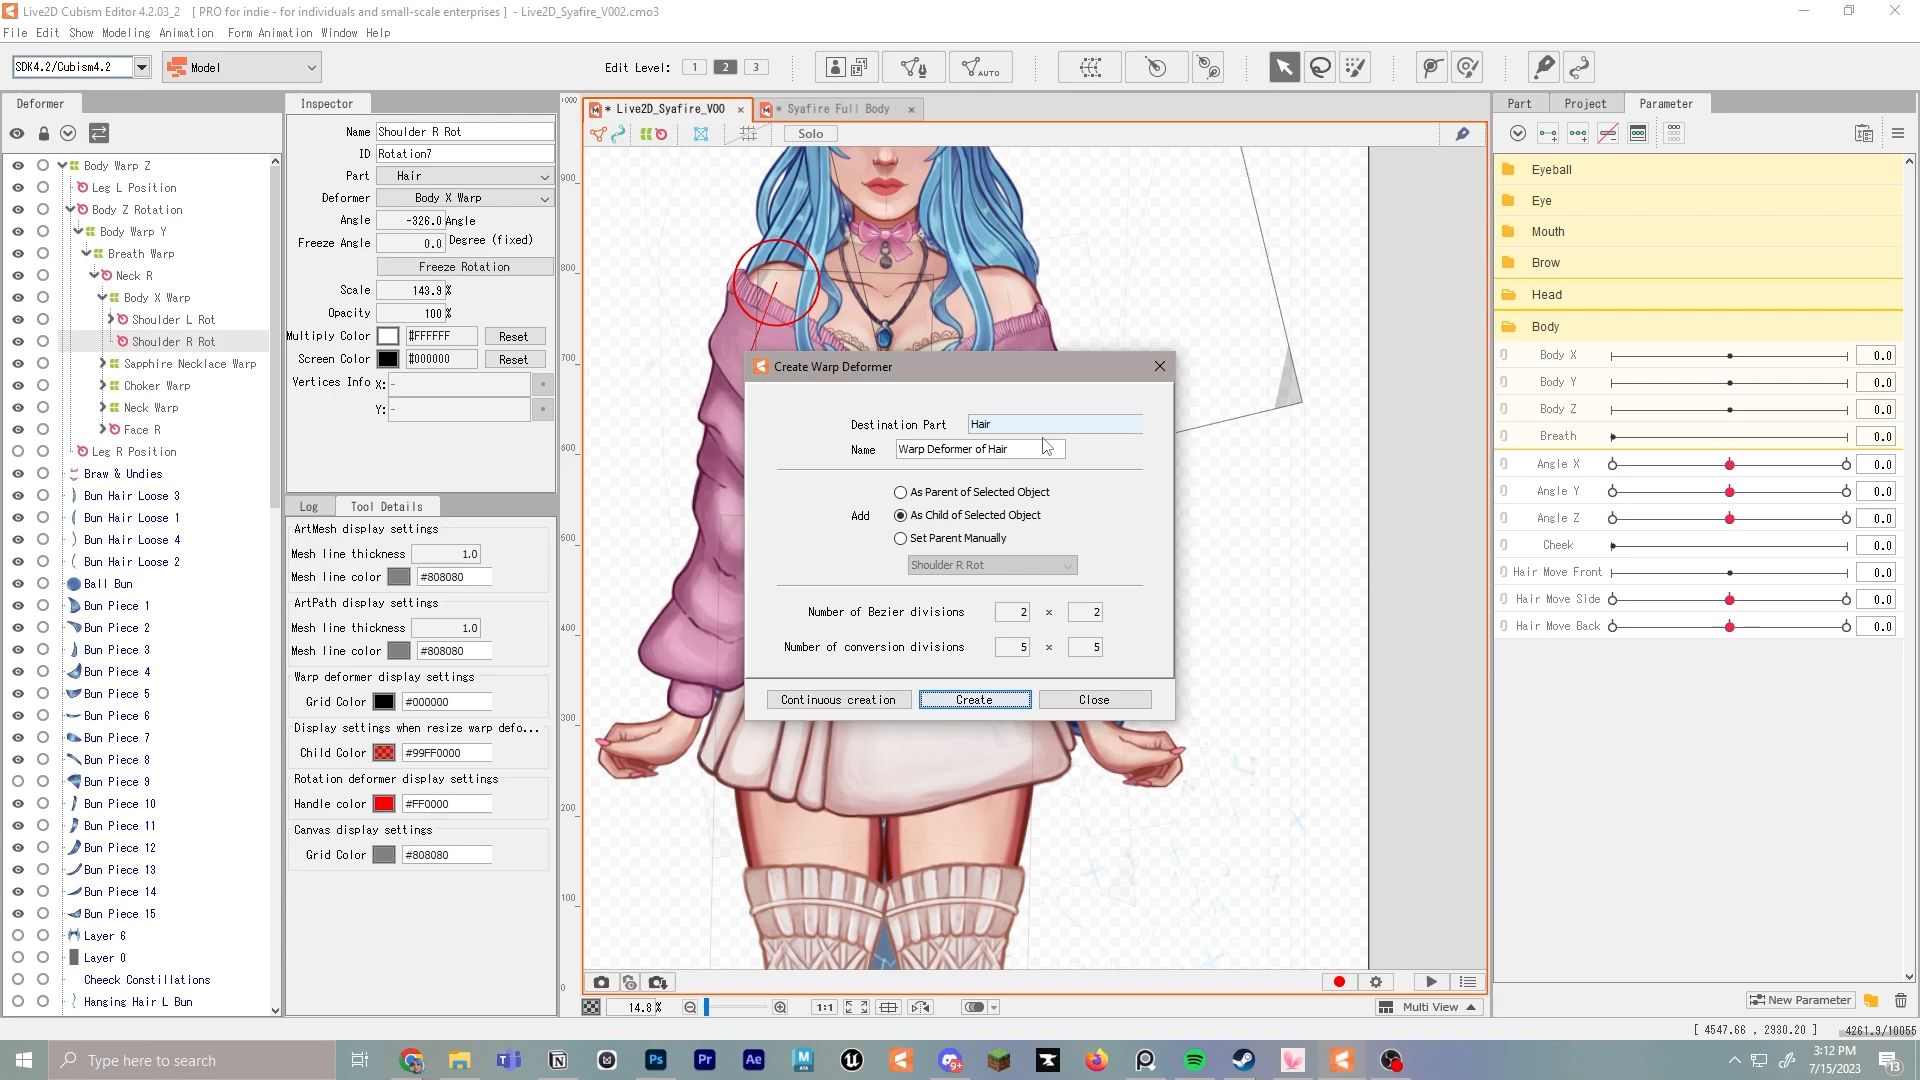 Live2D Cubism Editor 4.2.03_2 [ PRO for indie - for individuals and small-scale enterprises ] - Live2D_Syafire_V002.cmo3
File Edit Show Modeling Animation Form Animation Window Help
SDK4.2/Cubism4.2
Model
Edit Level: 1 2 3
AUTO
Deformer
Body Warp Z
Leg L Position
Body Z Rotation
Body Warp Y
Breath Warp
Neck R
Body X Warp
Shoulder L Rot
Shoulder R Rot
Sapphire Necklace Warp
Choker Warp
Neck Warp
Face R
Leg R Position
Braw & Undies
Bun Hair Loose 3
Bun Hair Loose 1
Bun Hair Loose 4
Bun Hair Loose 2
Ball Bun
Bun Piece 1
Bun Piece 2
Bun Piece 3
Bun Piece 4
Bun Piece 5
Bun Piece 6
Bun Piece 7
Bun Piece 8
Bun Piece 9
Bun Piece 10
Bun Piece 11
Bun Piece 12
Bun Piece 13
Bun Piece 14
Bun Piece 15
Layer 6
Layer 0
Cheeck Constillations
Hanging Hair L Bun
Inspector
Name Shoulder R Rot
ID Rotation7
Part Hair
Deformer Body X Warp
Angle -326.0 Angle
Freeze Angle 0.0 Degree (fixed)
Freeze Rotation
Scale 143.9 %
Opacity 100 %
Multiply Color #FFFFFF Reset
Screen Color #000000 Reset
Vertices Info X: -
Y: -
Log Tool Details
ArtMesh display settings
Mesh line thickness 1.0
Mesh line color #808080
ArtPath display settings
Mesh line thickness 1.0
Mesh line color #808080
Warp deformer display settings
Grid Color #000000
Display settings when resize warp defo...
Child Color #99FF0000
Rotation deformer display settings
Handle color #FF0000
Canvas display settings
Grid Color #808080
* Live2D_Syafire_V00 × * Syafire Full Body ×
Solo
1000
900
800
700
600
500
400
300
200
100
0
Create Warp Deformer
Destination Part Hair
Name Warp Deformer of Hair
As Parent of Selected Object
Add As Child of Selected Object
Set Parent Manually
Shoulder R Rot
Number of Bezier divisions 2 × 2
Number of conversion divisions 5 × 5
Continuous creation Create Close
14.8 %
1:1
Multi View
Part Project Parameter
Eyeball
Eye
Mouth
Brow
Head
Body
Body X 0.0
Body Y 0.0
Body Z 0.0
Breath 0.0
Angle X 0.0
Angle Y 0.0
Angle Z 0.0
Cheek 0.0
Hair Move Front 0.0
Hair Move Side 0.0
Hair Move Back 0.0
New Parameter
[ 4547.66 , 2930.20 ] 4261.9/10055
Type here to search
Ps
Pr
Ae
M
9+
3:12 PM
7/15/2023
13